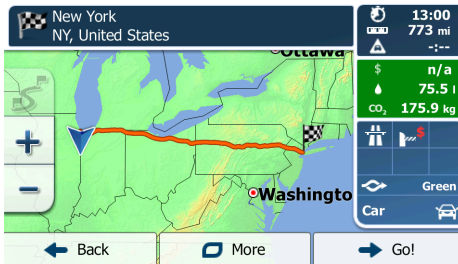 New York
NY, United States
13:00
773 mi
-:--
Ottawa
$ n/a
75.5 l
CO2 175.9 kg
$
Washingto
Green
Car
Back
More
Go!